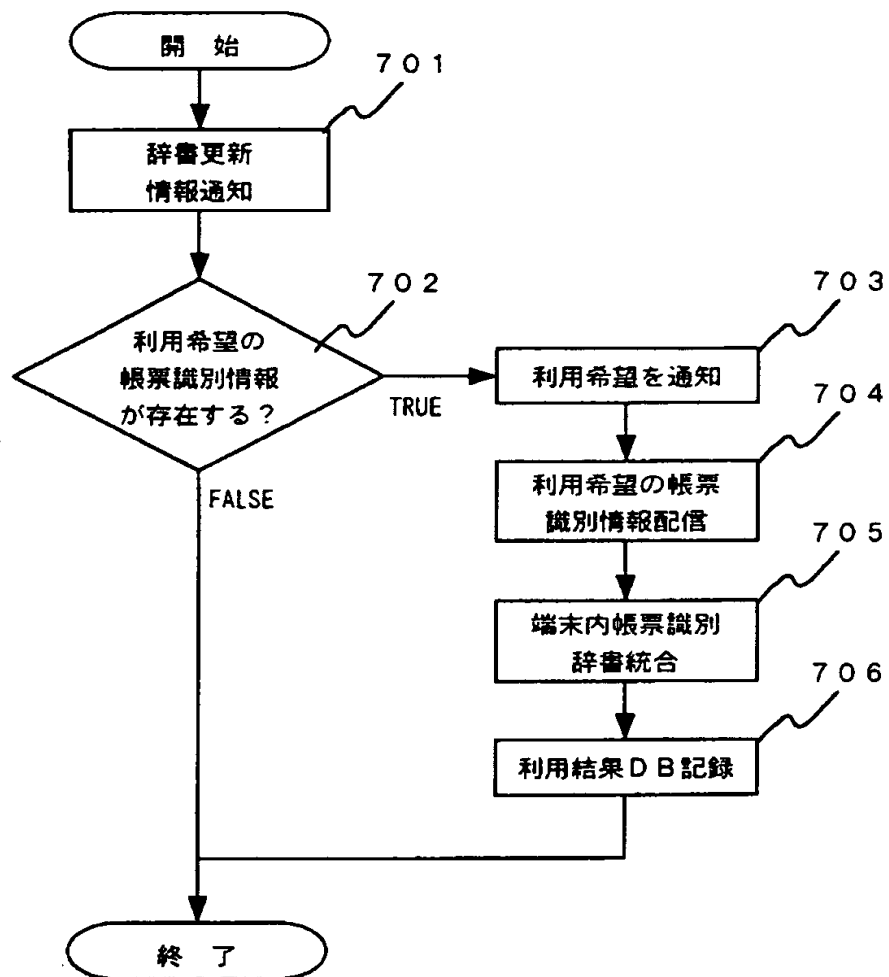 開 始
７０１
辞書更新
情報通知
７０２
利用希望の
帳票識別情報
が存在する？
TRUE
FALSE
７０３
利用希望を通知
７０４
利用希望の帳票
識別情報配信
７０５
端末内帳票識別
辞書統合
７０６
利用結果ＤＢ記録
終 了